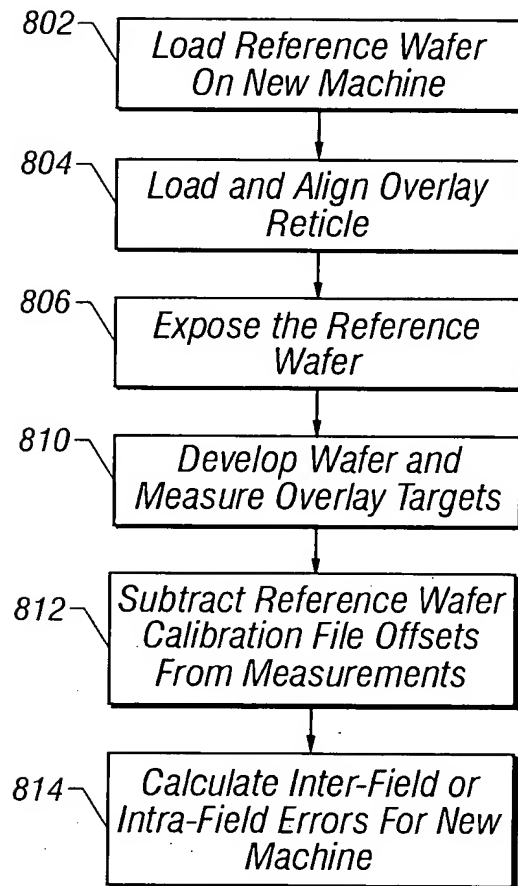 802
Load Reference Wafer
On New Machine
804
Load and Align Overlay
Reticle
806
Expose the Reference
Wafer
810
Develop Wafer and
Measure Overlay Targets
812
Subtract Reference Wafer
Calibration File Offsets
From Measurements
814
Calculate Inter-Field or
Intra-Field Errors For New
Machine